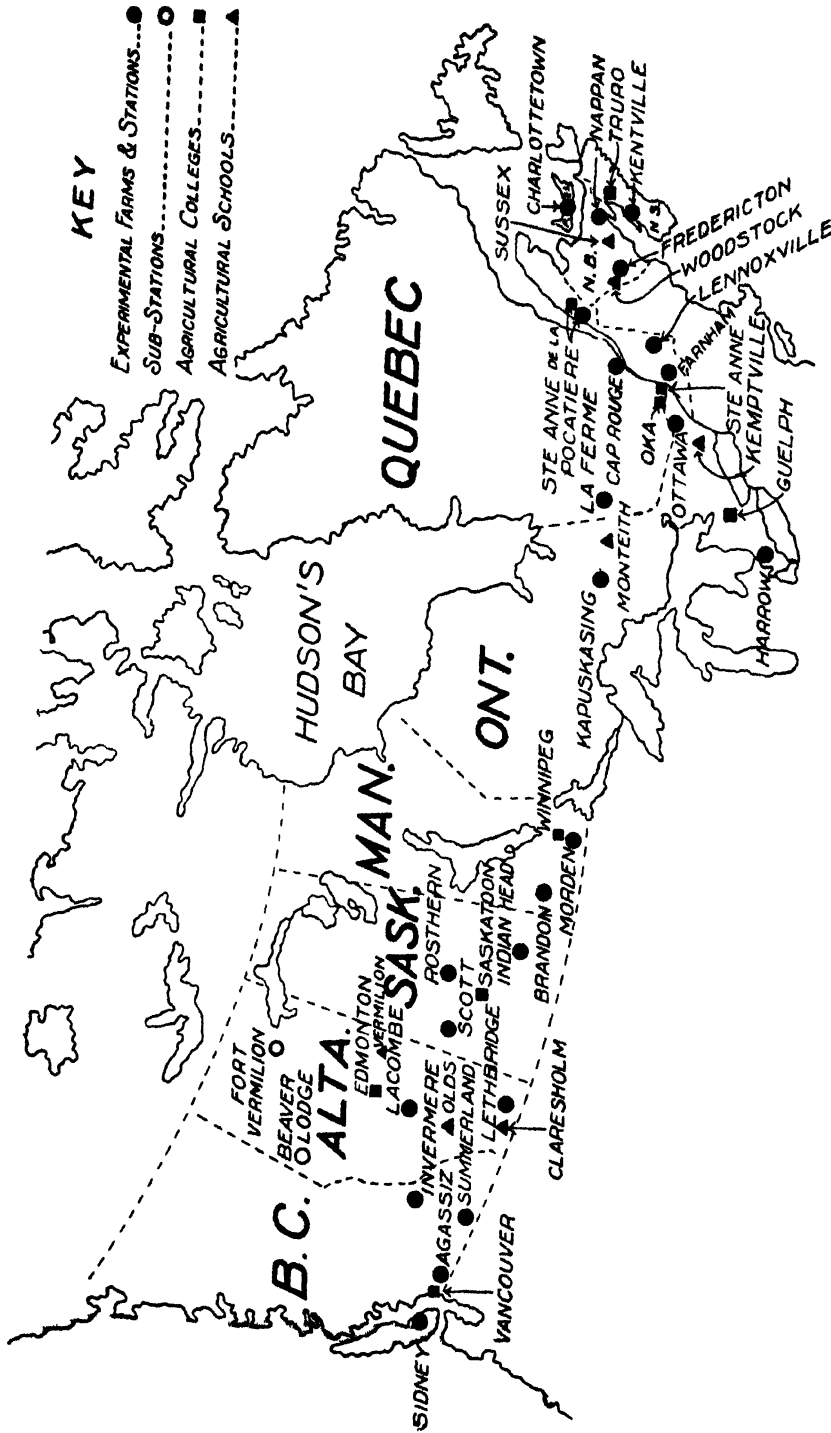 KEY
EXPERIMENTAL FARMS & STATIONS
SUB-STATIONS
AGRICULTURAL COLLEGES
AGRICULTURAL SCHOOLS
HUDSON'S
BAY
QUEBEC
ONT.
MAN.
SASK.
ALTA.
B.C.
FORT
VERMILION
BEAVER
LODGE
EDMONTON
VERMILION
LACOMBE
INVERMERE
OLDS
AGASSIZ
SUMMERLAND
LETHBRIDGE
CLARESHOLM
VANCOUVER
SIDNEY
ROSTHERN
SCOTT
SASKATOON
INDIAN HEAD
BRANDON
MORDEN
WINNIPEG
KAPUSKASING
MONTEITH
LA FERME
CAP ROUGE
STE ANNE DE LA
POCATIERE
OKA
OTTAWA
STE ANNE
KEMPTVILLE
GUELPH
HARROW
FARNHAM
LENNOXVILLE
WOODSTOCK
FREDERICTON
N.B.
SUSSEX
CHARLOTTETOWN
NAPPAN
TRURO
KENTVILLE
N.S.